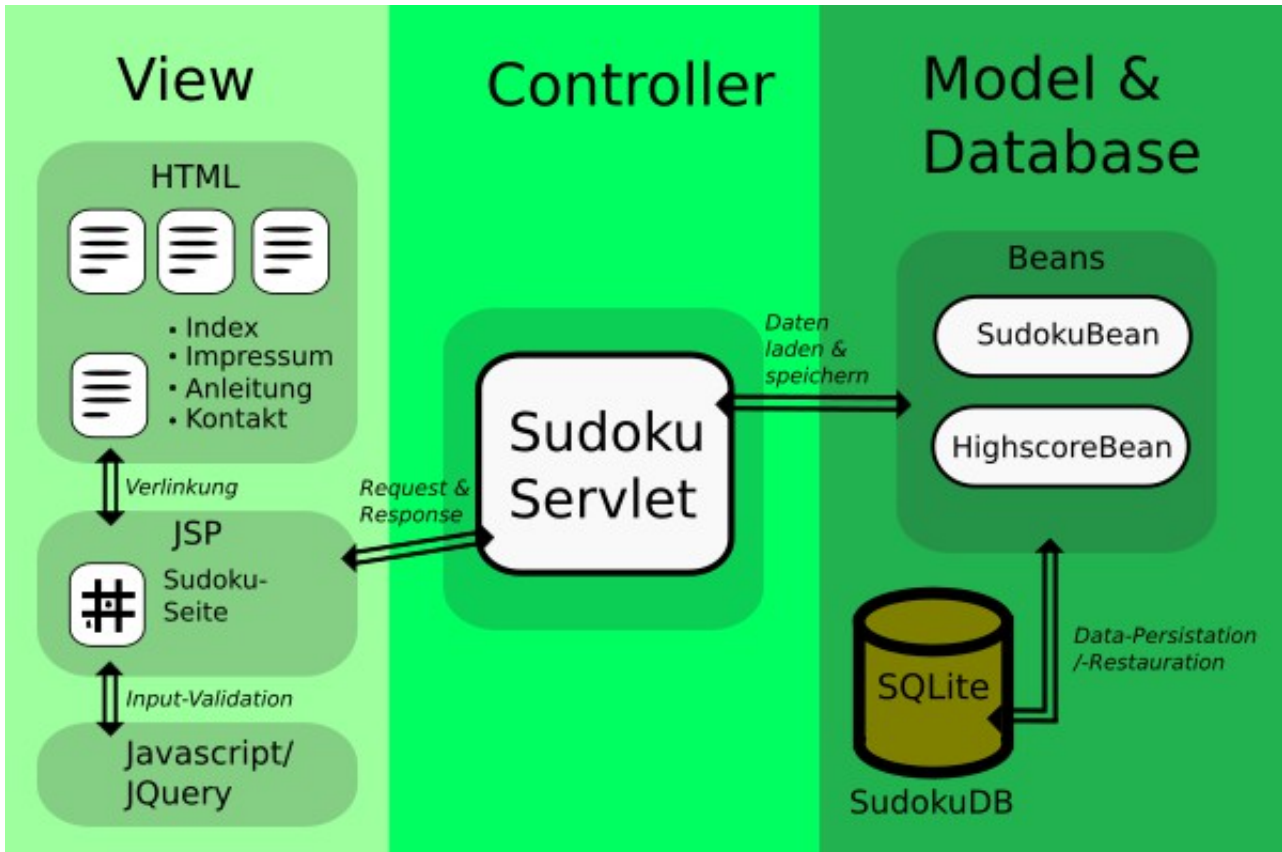 View
HTML
• Index
• Impressum
• Anleitung
• Kontakt
Verlinkung
JSP
Sudoku-
Seite
Input-Validation
Javascript/
JQuery
Controller
Request &
Response
Sudoku
Servlet
Daten
laden &
speichern
Model &
Database
Beans
SudokuBean
HighscoreBean
Data-Persistation
/-Restauration
SQLite
SudokuDB